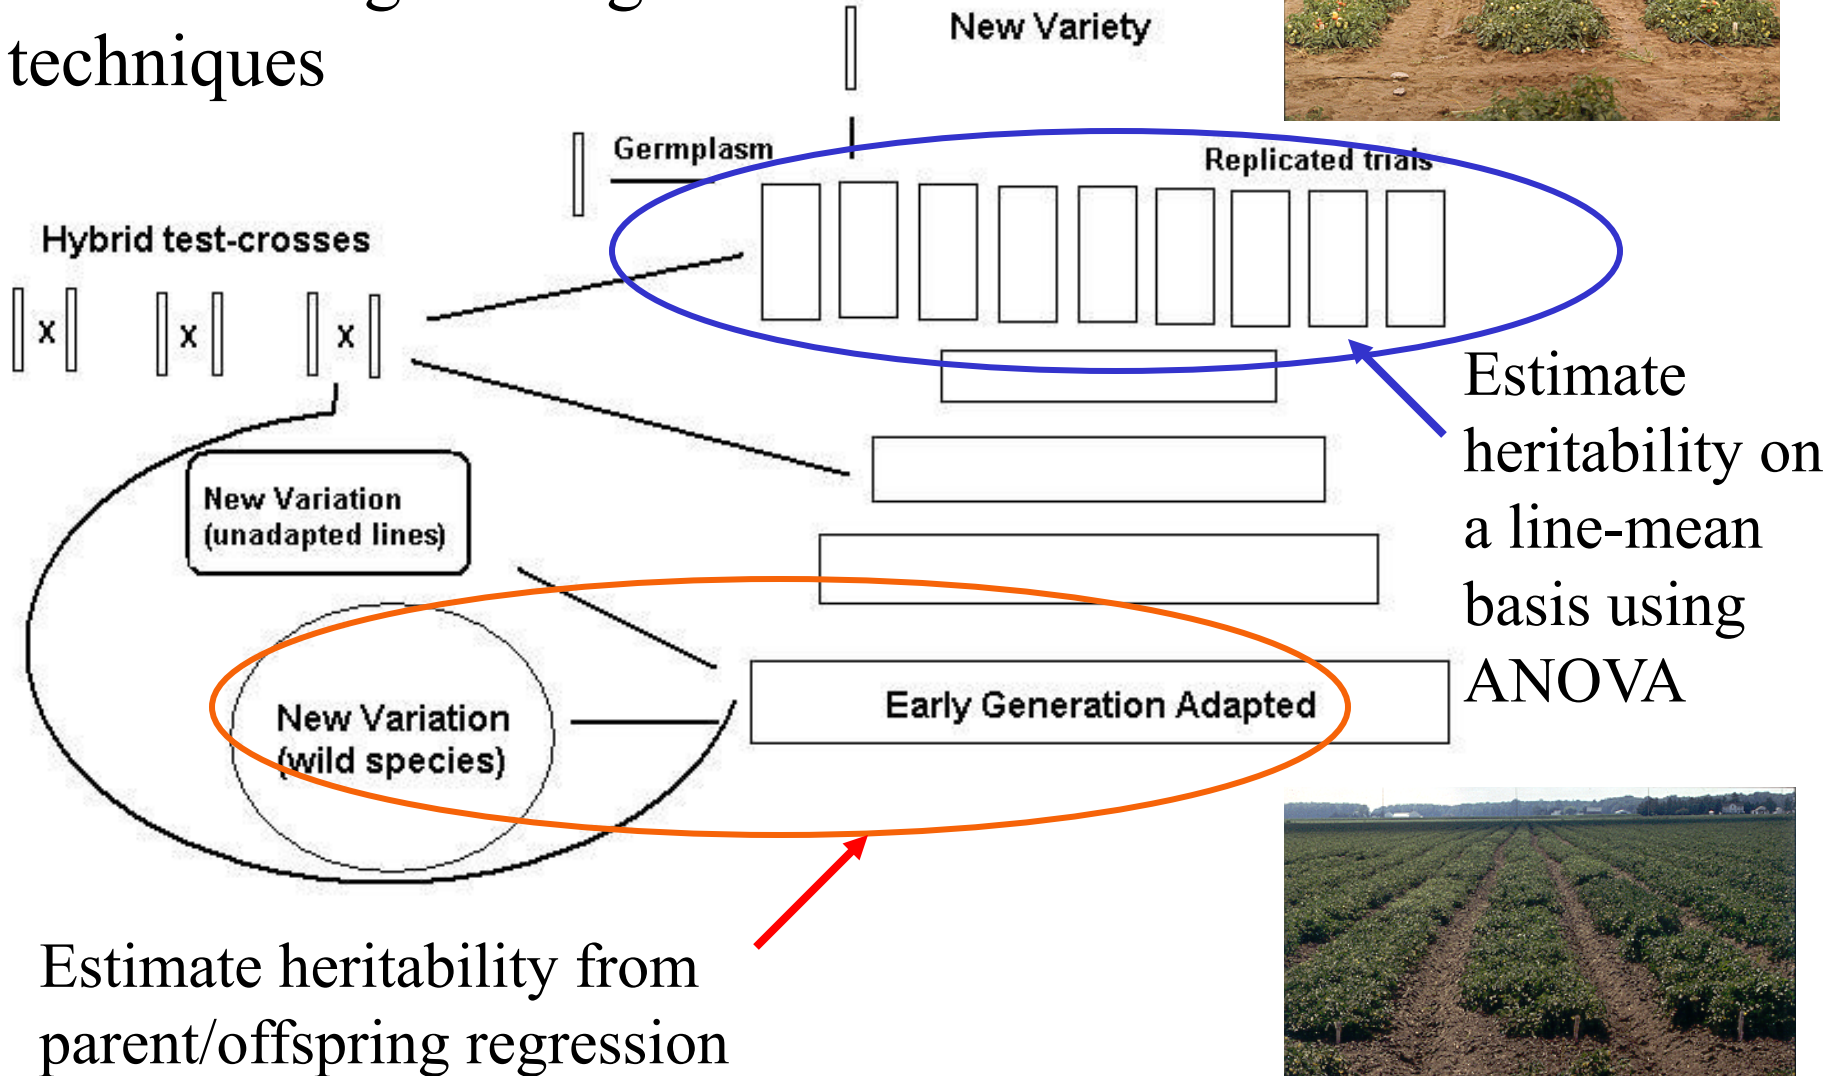 techniques
New Variety
Germplasm
Replicated trials
Hybrid test-crosses
x x x
Estimate
heritability on
a line-mean
basis using
ANOVA
New Variation
(unadapted lines)
New Variation
(wild species)
Early Generation Adapted
Estimate heritability from
parent/offspring regression